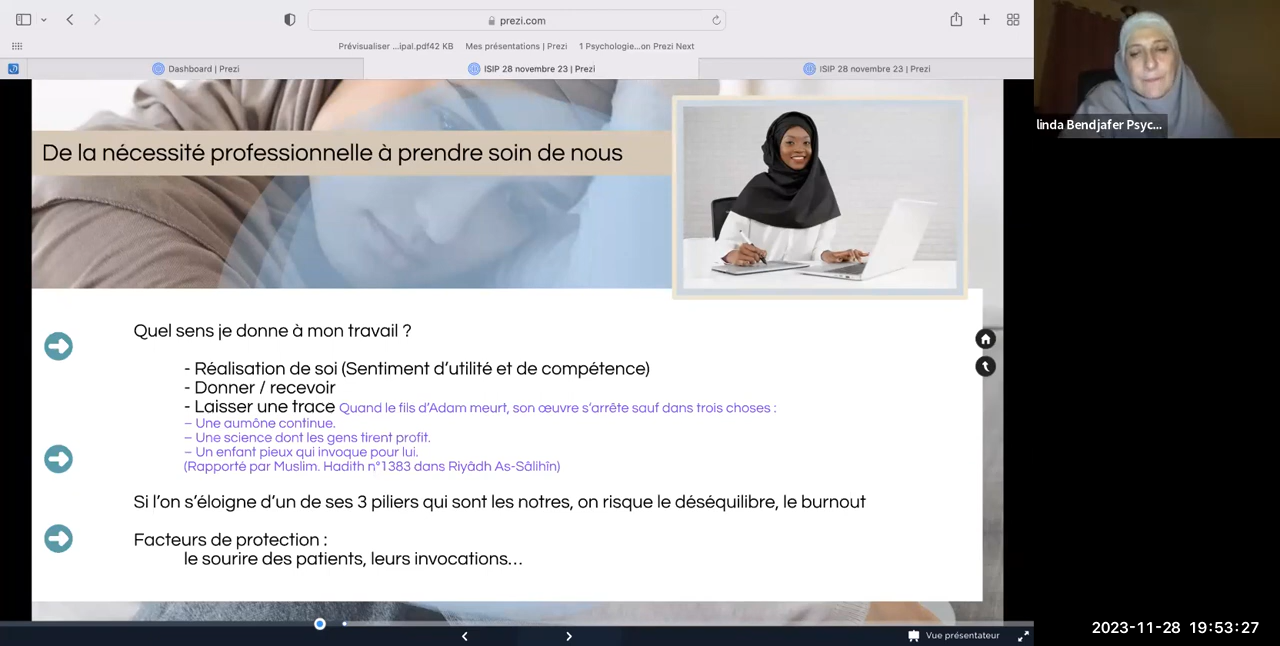 prezi.com
Prévisualiser ...ipal.pdf42 KB
Mes présentations | Prezi
1 Psychologie...on Prezi Next
Dashboard | Prezi
ISIP 28 novembre 23 | Prezi
ISIP 28 novembre 23 | Prezi
linda Bendjafer Psyc...
De la nécessité professionnelle à prendre soin de nous
Quel sens je donne à mon travail ?
- Réalisation de soi (Sentiment d'utilité et de compétence)
- Donner / recevoir
- Laisser une trace Quand le fils d'Adam meurt, son œuvre s'arrête sauf dans trois choses :
– Une aumône continue.
– Une science dont les gens tirent profit.
– Un enfant pieux qui invoque pour lui.
(Rapporté par Muslim. Hadith n°1383 dans Riyâdh As-Sâlihîn)
Si l'on s'éloigne d'un de ses 3 piliers qui sont les notres, on risque le déséquilibre, le burnout
Facteurs de protection :
le sourire des patients, leurs invocations...
Vue présentateur
2023-11-28 19:53:27